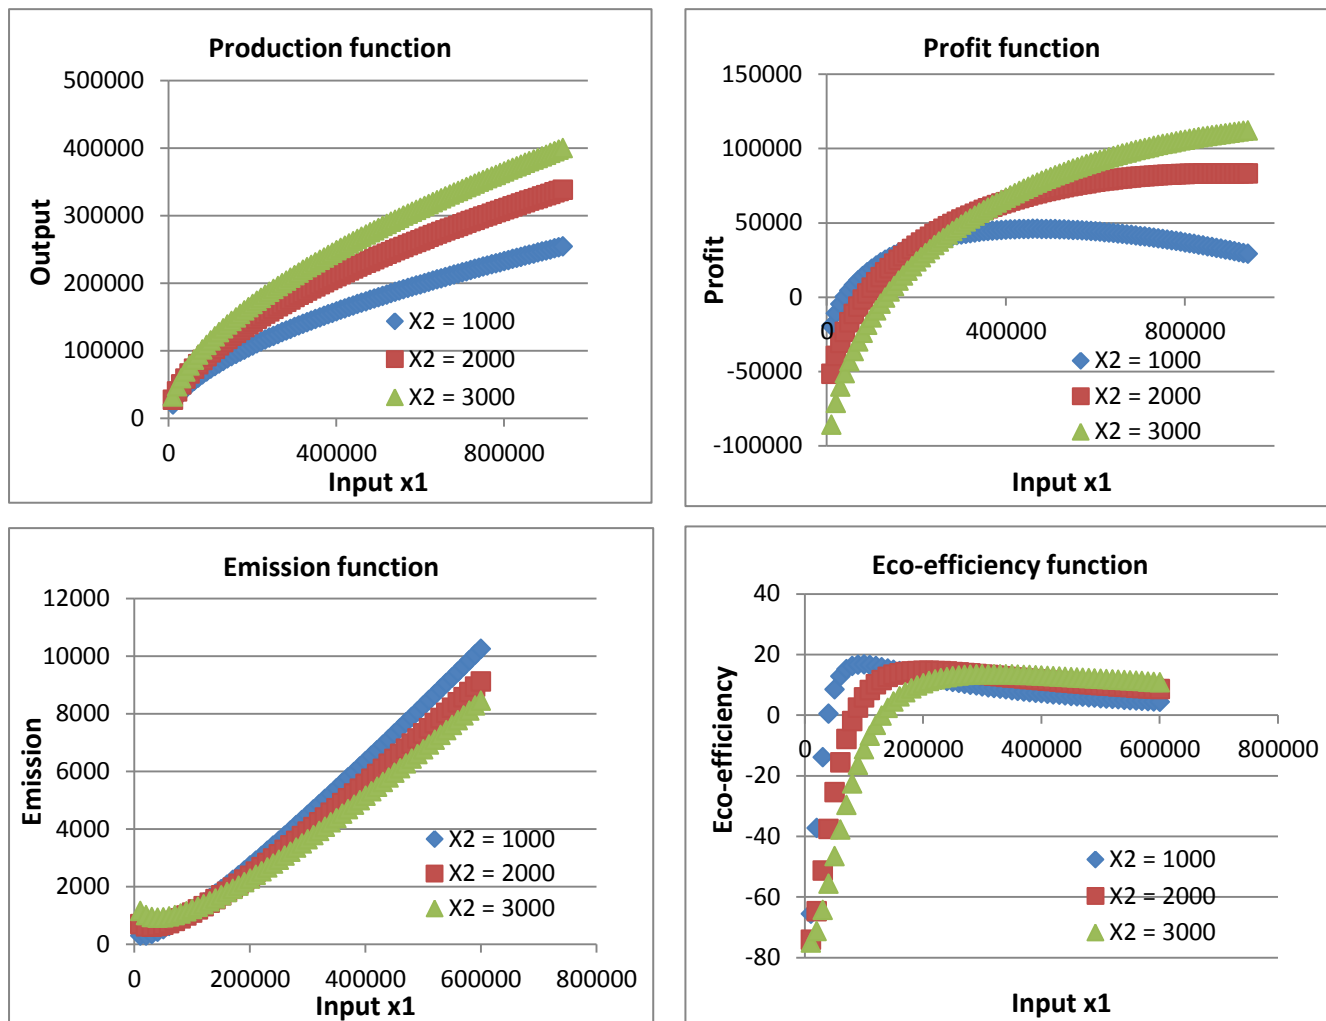 Production function
500000
400000
300000
200000
100000
0
0 400000 800000
Output
Input x1
X2 = 1000
X2 = 2000
X2 = 3000
Profit function
150000
100000
50000
0
-50000
-100000
0 400000 800000
Profit
Input x1
X2 = 1000
X2 = 2000
X2 = 3000
Emission function
12000
10000
8000
6000
4000
2000
0
0 200000 400000 600000 800000
Emission
Input x1
X2 = 1000
X2 = 2000
X2 = 3000
Eco-efficiency function
40
20
0
-20
-40
-60
-80
0 200000 400000 600000 800000
Eco-efficiency
Input x1
X2 = 1000
X2 = 2000
X2 = 3000